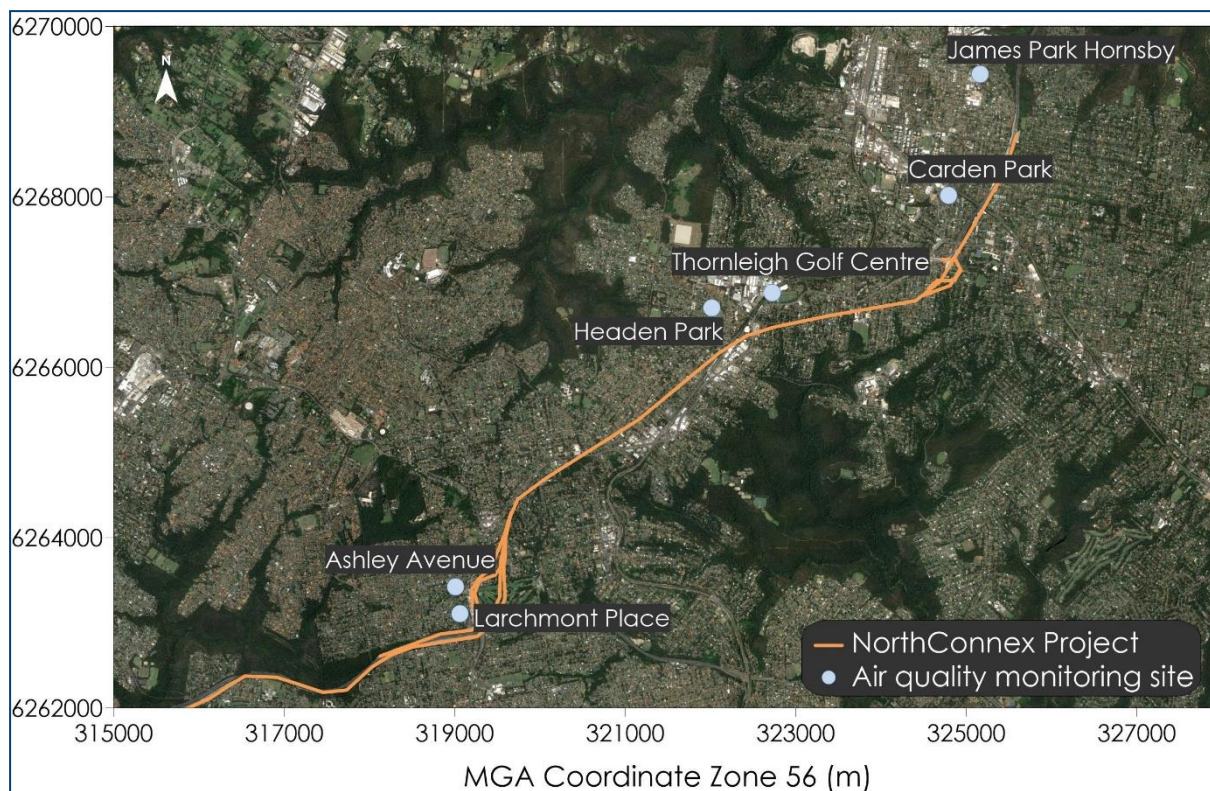 6270000
James Park Hornsby
N
6268000
Carden Park
Thornleigh Golf Centre
Headen Park
6266000
6264000
Ashley Avenue
Larchmont Place
NorthConnex Project
Air quality monitoring site
6262000
315000 317000 319000 321000 323000 325000 327000
MGA Coordinate Zone 56 (m)